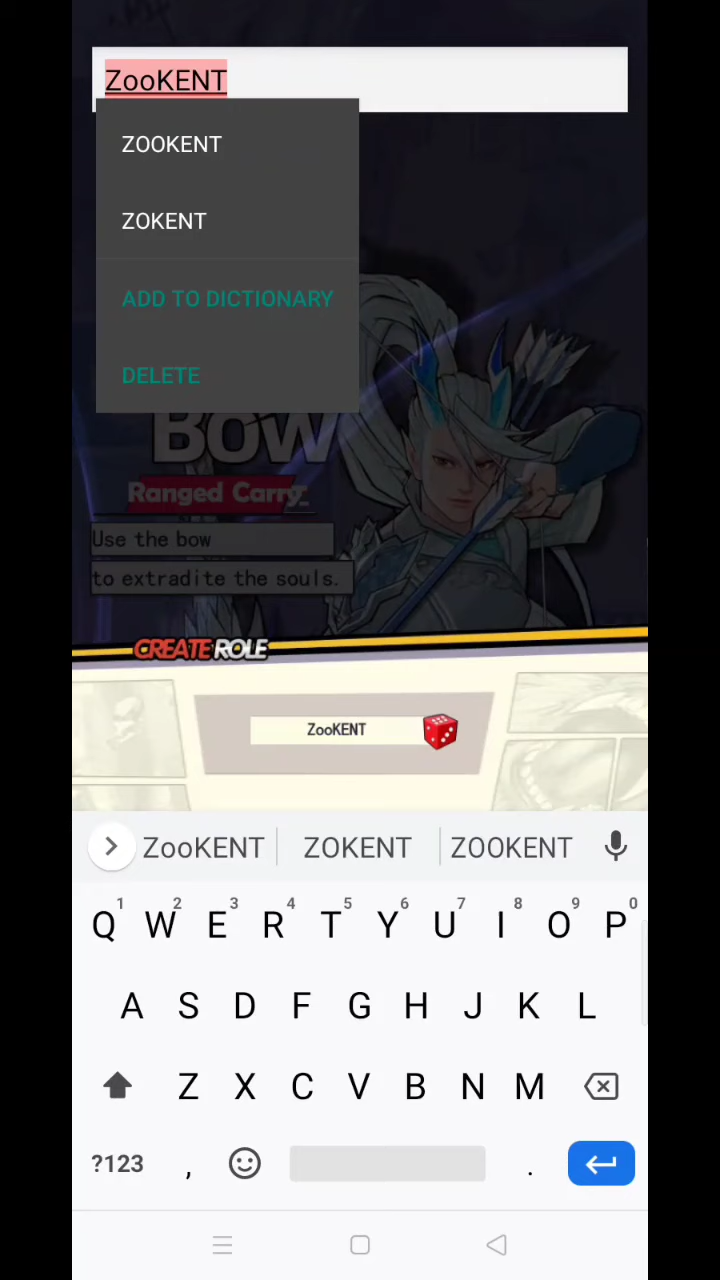 ZooKENT
ZOOKENT
ZOKENT
ADD TO DICTIONARY
DELETE
BOW
Ranged Carry
Use the bow
to extradite the souls.
CREATE ROLE
ZooKENT
ZooKENT ZOKENT ZOOKENT
1 2 3 4 5 6 7 8 9 0
Q W E R T Y U I O P
A S D F G H J K L
Z X C V B N M
?123 , .